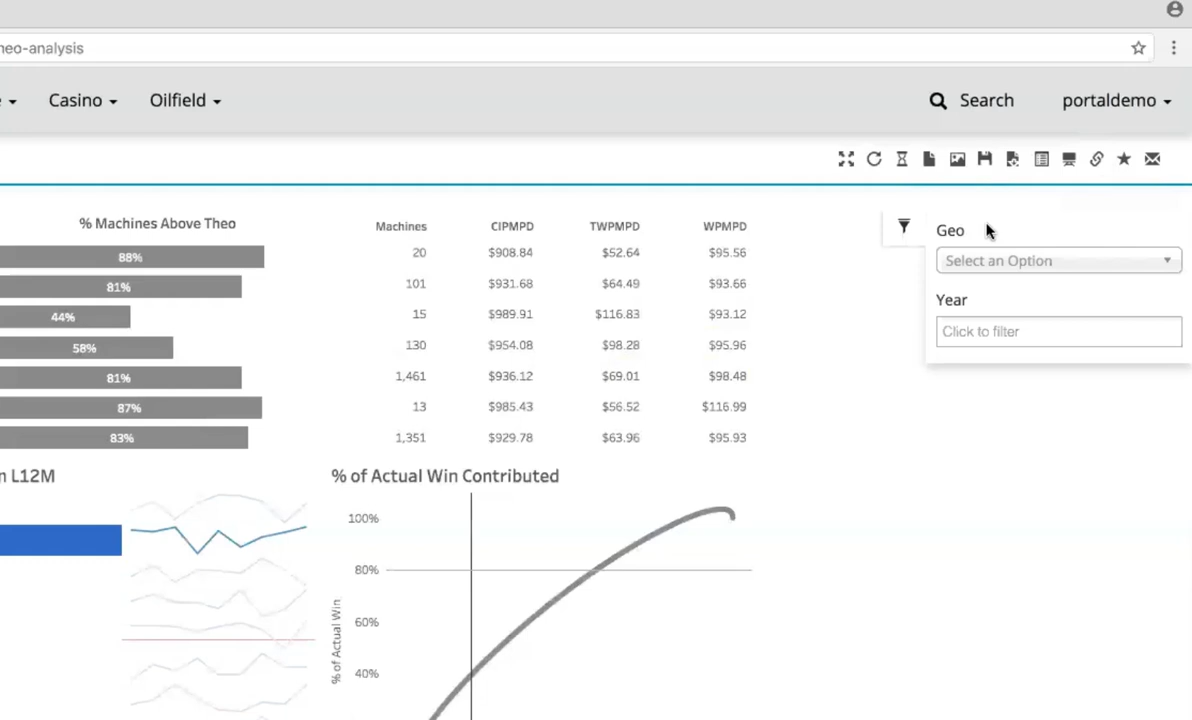 neo-analysis
Casino Oilfield Search portaldemo
% Machines Above Theo
Machines CIPMPD TWPMPD WPMPD
88% 20 $908.84 $52.64 $95.56
81% 101 $931.68 $64.49 $93.66
44% 15 $989.91 $116.83 $93.12
58% 130 $954.08 $98.28 $95.96
81% 1,461 $936.12 $69.01 $98.48
87% 13 $985.43 $56.52 $116.99
83% 1,351 $929.78 $63.96 $95.93
Geo
Select an Option
Year
Click to filter
n L12M
% of Actual Win Contributed
100%
80%
60%
40%
% of Actual Win